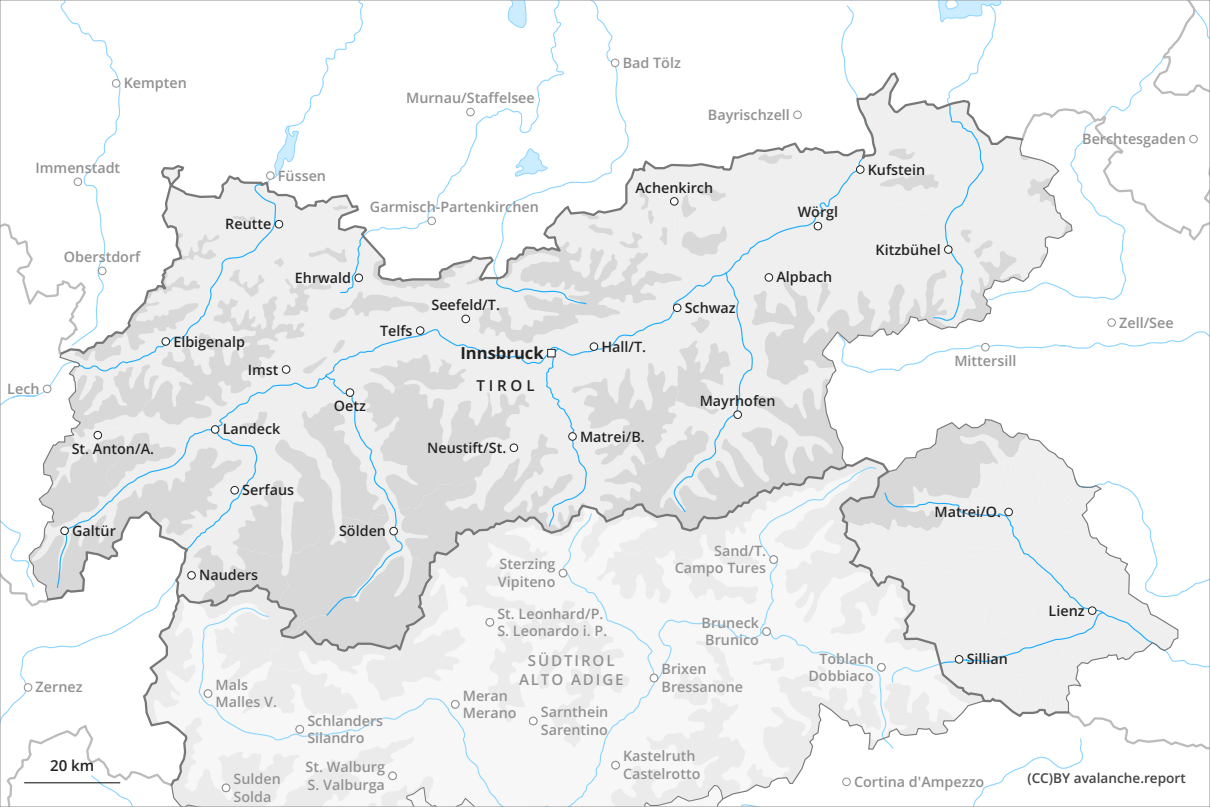 Kempten
Bad Tölz
Murnau/Staffelsee
Bayrischzell
Berchtesgaden
Immenstadt
Füssen
Kufstein
Achenkirch
Garmisch-Partenkirchen
Wörgl
Reutte
Kitzbühel
Oberstdorf
Ehrwald
Alpbach
Seefeld/T.
Schwaz
Zell/See
Telfs
Elbigenalp
Innsbruck
Hall/T.
Mittersill
Imst
TIROL
Lech
Oetz
Mayrhofen
Landeck
Matrei/B.
St. Anton/A.
Neustift/St.
Serfaus
Matrei/O.
Galtür
Sölden
Sand/T.
Campo Tures
Sterzing
Vipiteno
Nauders
Lienz
St. Leonhard/P.
S. Leonardo i. P.
Bruneck
Brunico
SÜDTIROL
ALTO ADIGE
Toblach
Dobbiaco
Sillian
Brixen
Bressanone
Zernez
Mals
Malles V.
Meran
Merano
Sarnthein
Sarentino
Schlanders
Silandro
Kastelruth
Castelrotto
20 km
St. Walburg
S. Valburga
Sulden
Solda
Cortina d'Ampezzo
(CC)BY avalanche.report